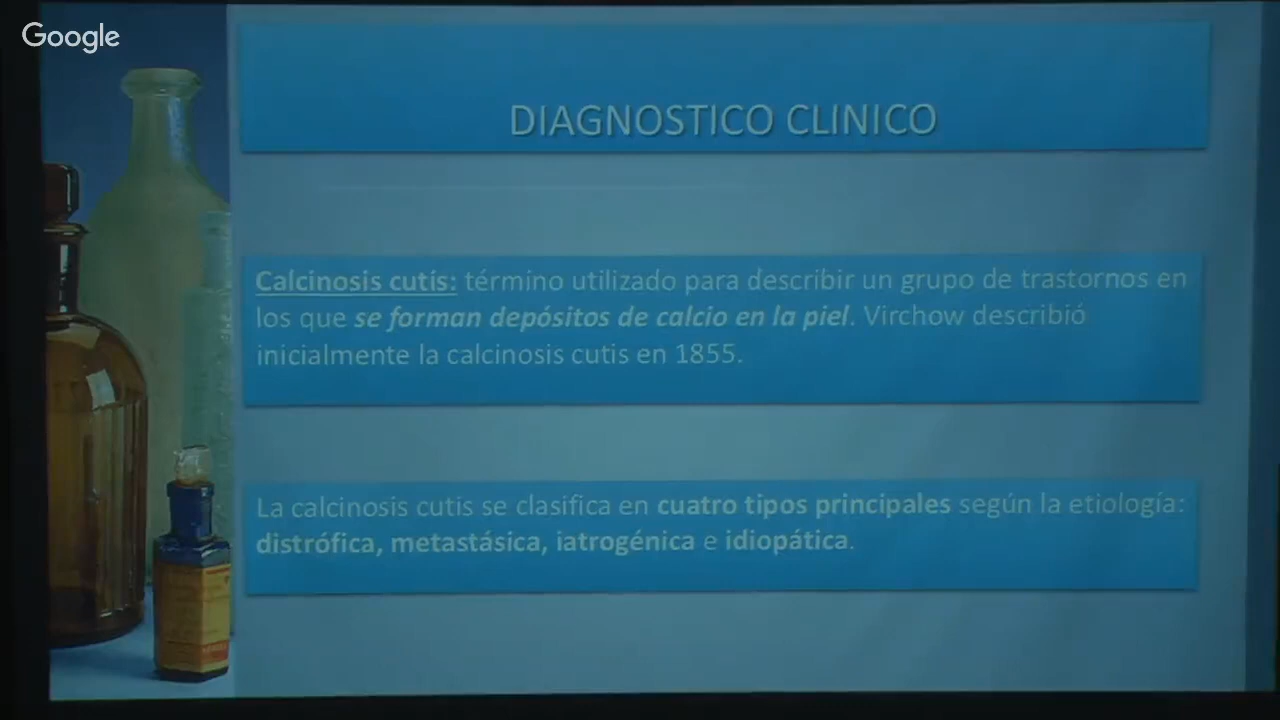 Google
DIAGNOSTICO CLINICO
Calcinosis cutís: término utilizado para describir un grupo de trastornos en
los que se forman depósitos de calcio en la piel. Virchow describió
inicialmente la calcinosis cutis en 1855.
La calcinosis cutis se clasifica en cuatro tipos principales según la etiología:
distrófica, metastásica, iatrogénica e idiopática.